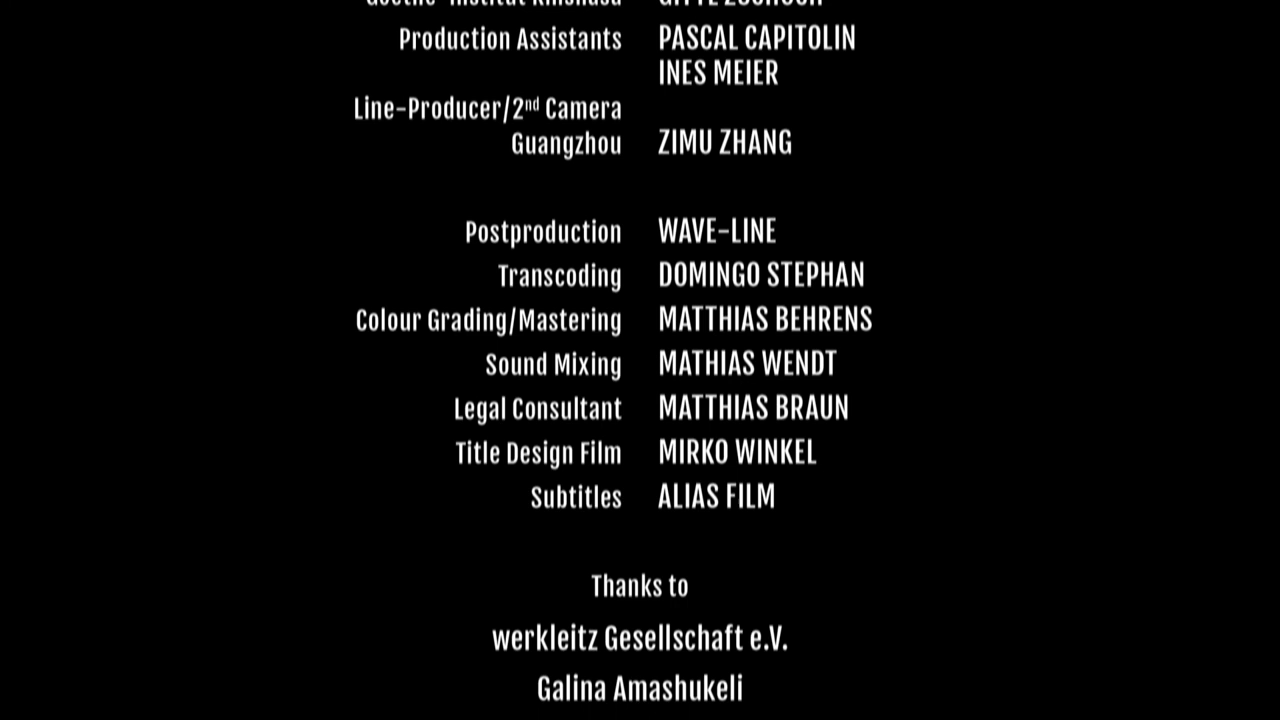 Production Assistants PASCAL CAPITOLIN
INES MEIER
Line-Producer/2nd Camera
Guangzhou ZIMU ZHANG
Postproduction WAVE-LINE
Transcoding DOMINGO STEPHAN
Colour Grading/Mastering MATTHIAS BEHRENS
Sound Mixing MATHIAS WENDT
Legal Consultant MATTHIAS BRAUN
Title Design Film MIRKO WINKEL
Subtitles ALIAS FILM
Thanks to
werkleitz Gesellschaft e.V.
Galina Amashukeli